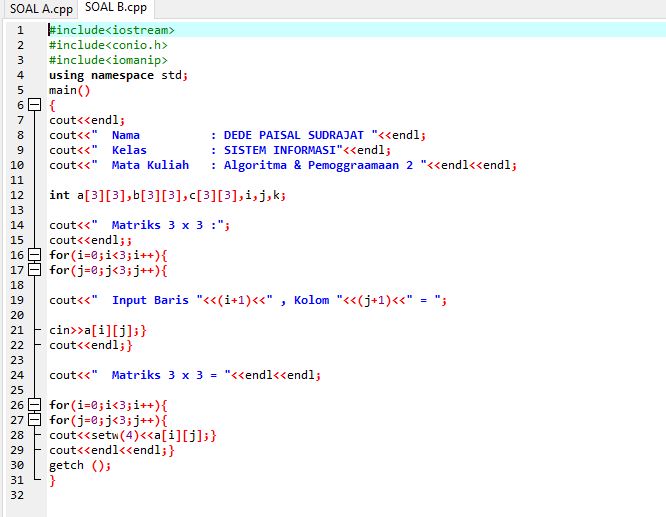 SOAL A.cpp SOAL B.cpp
1 #include<iostream>
2 #include<conio.h>
3 #include<iomanip>
4 using namespace std;
5 main()
6 {
7 cout<<endl;
8 cout<<"  Nama          : DEDE PAISAL SUDRAJAT "<<endl;
9 cout<<"  Kelas         : SISTEM INFORMASI"<<endl;
10 cout<<"  Mata Kuliah   : Algoritma & Pemoggraamaan 2 "<<endl<<endl;
11
12 int a[3][3],b[3][3],c[3][3],i,j,k;
13
14 cout<<"  Matriks 3 x 3 :";
15 cout<<endl;;
16 for(i=0;i<3;i++){
17 for(j=0;j<3;j++){
18
19 cout<<"  Input Baris "<<(i+1)<<" , Kolom "<<(j+1)<<" = ";
20
21 cin>>a[i][j];}
22 cout<<endl;}
23
24 cout<<"  Matriks 3 x 3 = "<<endl<<endl;
25
26 for(i=0;i<3;i++){
27 for(j=0;j<3;j++){
28 cout<<setw(4)<<a[i][j];}
29 cout<<endl<<endl;}
30 getch ();
31 }
32